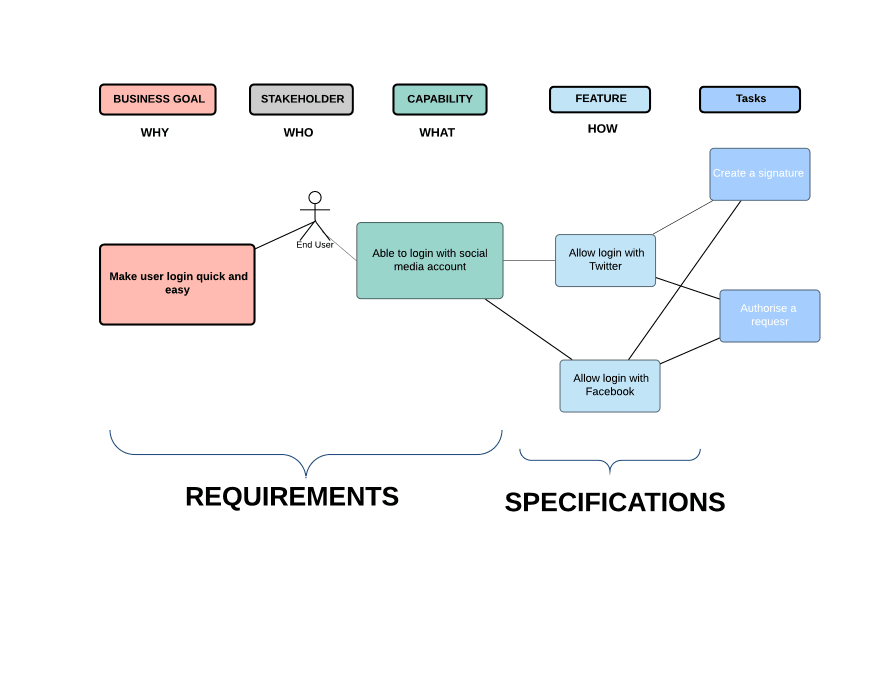 BUSINESS GOAL
STAKEHOLDER
CAPABILITY
FEATURE
Tasks
WHY
WHO
WHAT
HOW
Create a signature
End User
Able to login with social
media account
Allow login with
Twitter
Make user login quick and
easy
Authorise a
requesr
Allow login with
Facebook
REQUIREMENTS
SPECIFICATIONS